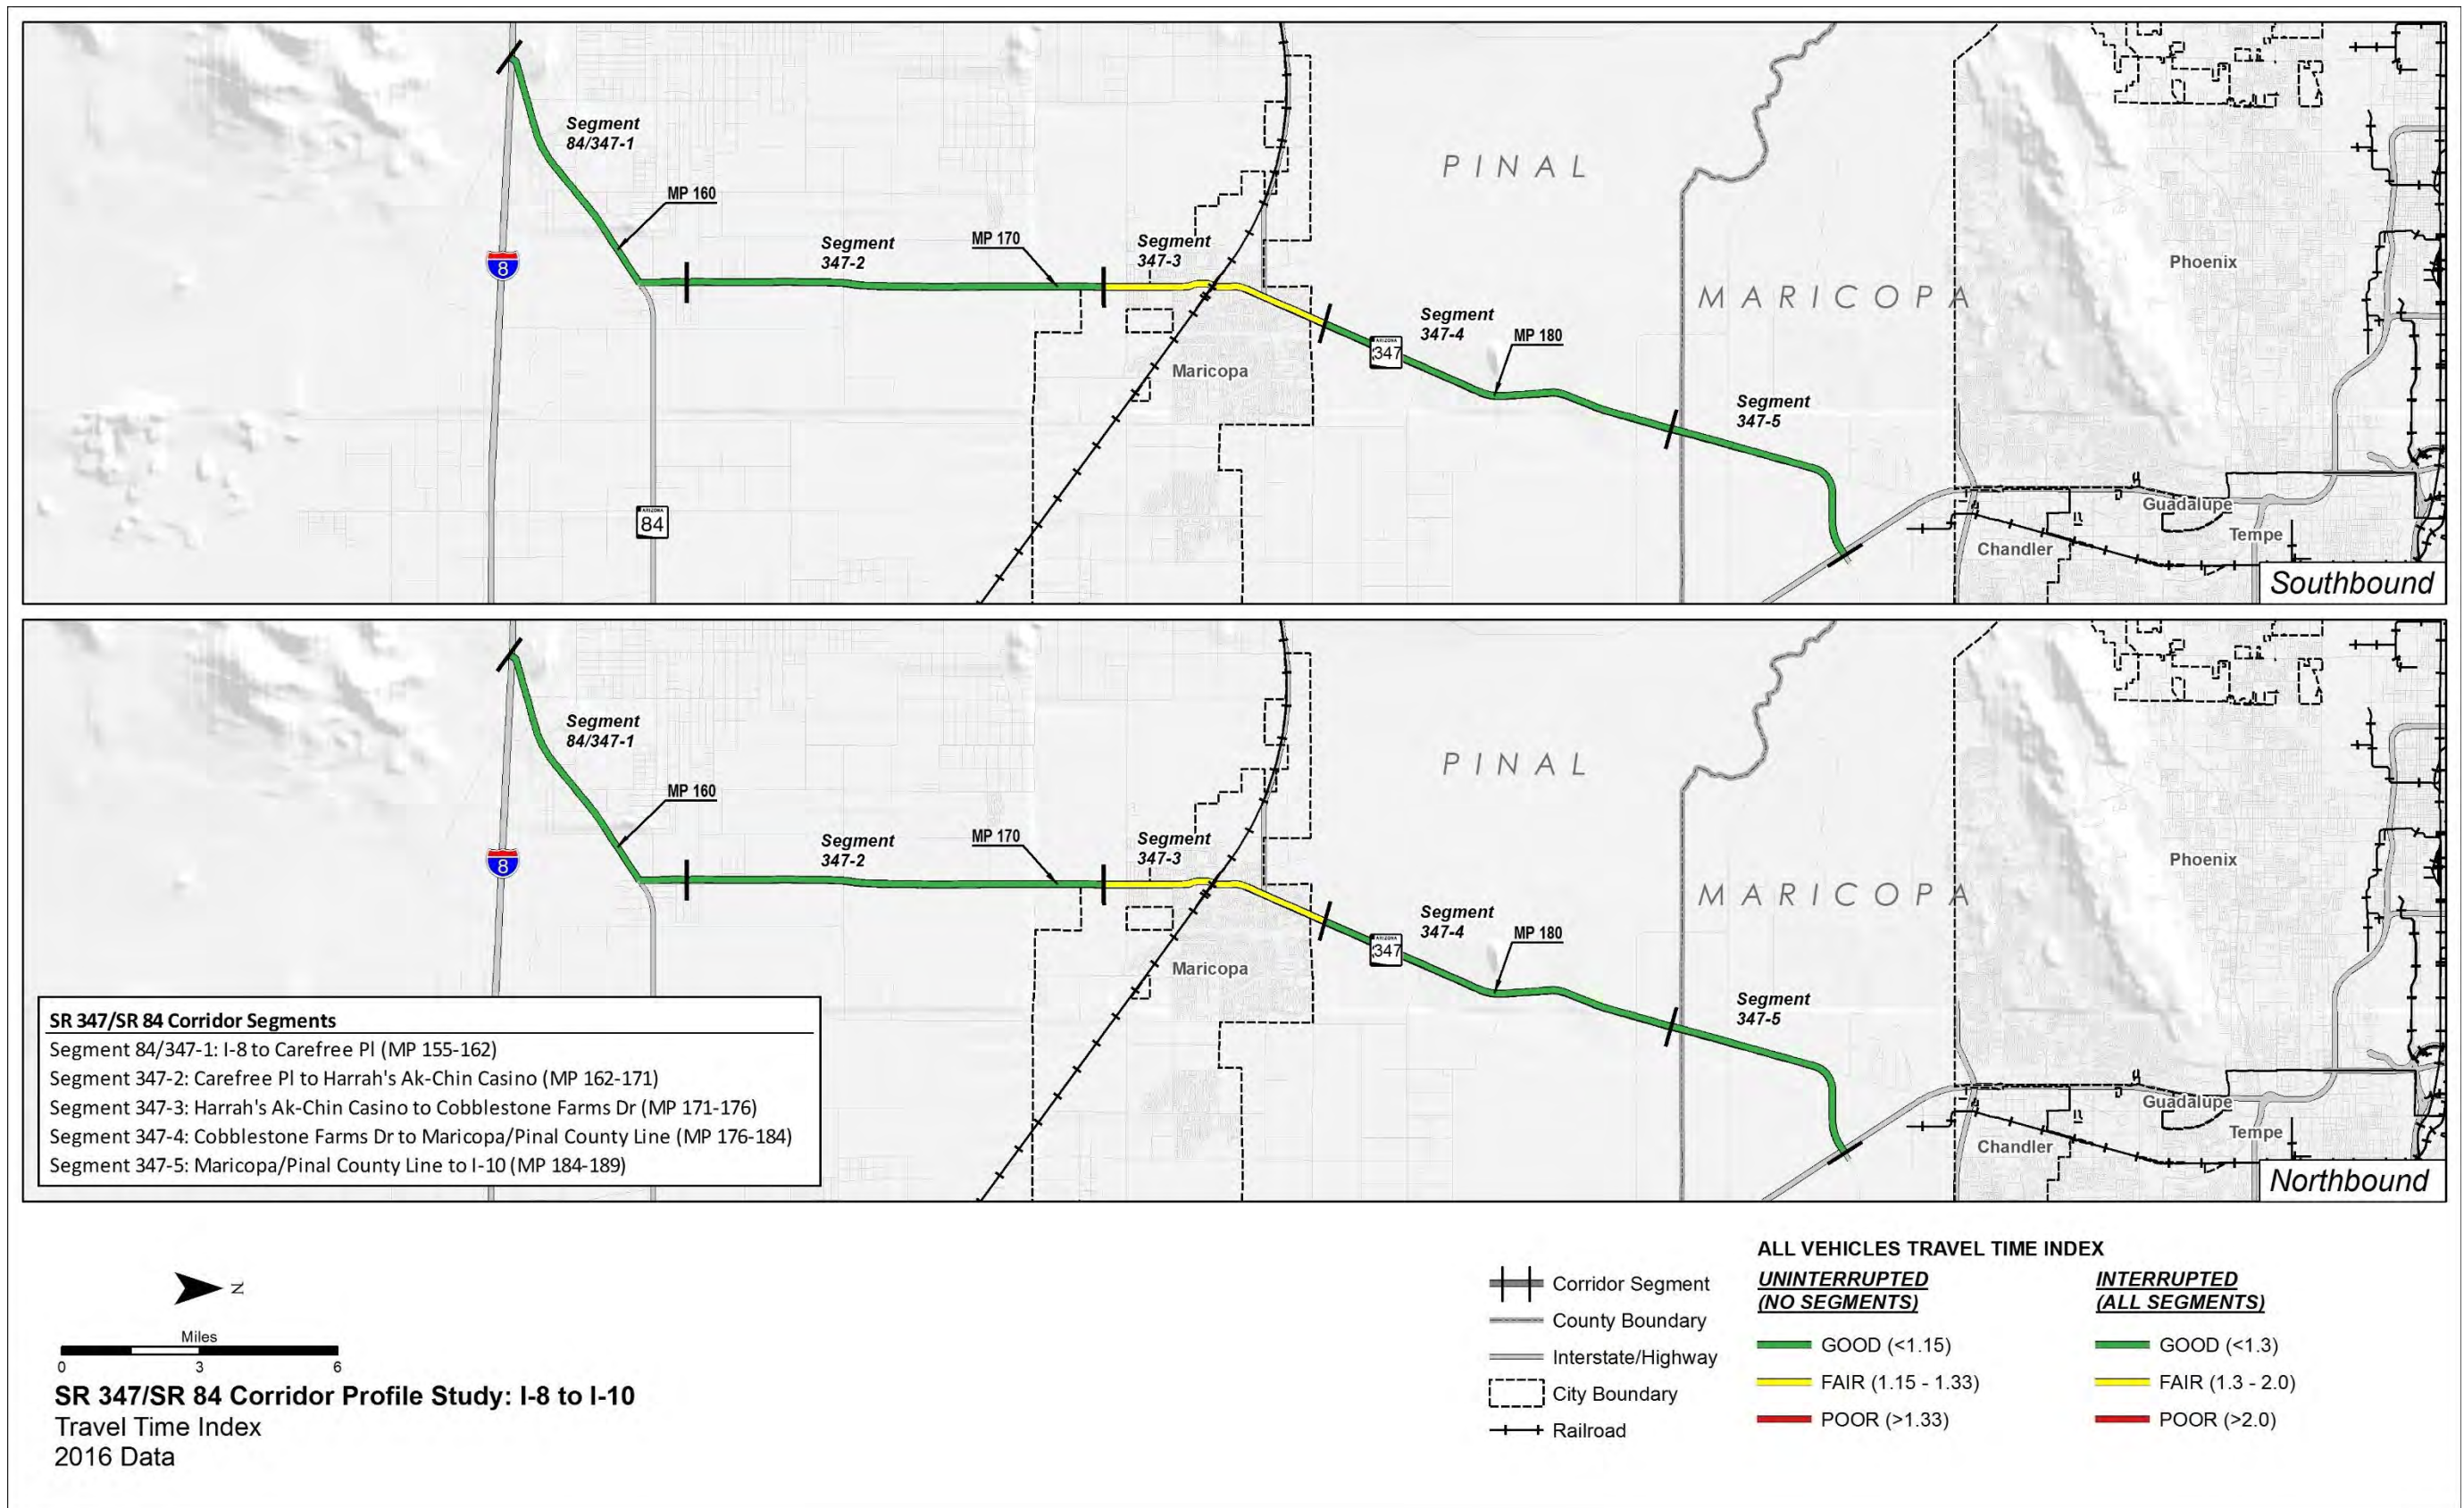 Segment
84/347-1
MP 160
Segment
347-2
MP 170
Segment
347-3
PINAL
MARICOPA
Segment
347-4
MP 180
Segment
347-5
8
ARIZONA
84
ARIZONA
347
Maricopa
Phoenix
Guadalupe
Tempe
Chandler
Southbound
Segment
84/347-1
MP 160
Segment
347-2
MP 170
Segment
347-3
PINAL
MARICOPA
Segment
347-4
MP 180
Segment
347-5
8
ARIZONA
347
Maricopa
Phoenix
Guadalupe
Tempe
Chandler
Northbound
SR 347/SR 84 Corridor Segments
Segment 84/347-1: I-8 to Carefree Pl (MP 155-162)
Segment 347-2: Carefree Pl to Harrah's Ak-Chin Casino (MP 162-171)
Segment 347-3: Harrah's Ak-Chin Casino to Cobblestone Farms Dr (MP 171-176)
Segment 347-4: Cobblestone Farms Dr to Maricopa/Pinal County Line (MP 176-184)
Segment 347-5: Maricopa/Pinal County Line to I-10 (MP 184-189)
N
Miles
0 3 6
SR 347/SR 84 Corridor Profile Study: I-8 to I-10
Travel Time Index
2016 Data
Corridor Segment
County Boundary
Interstate/Highway
City Boundary
Railroad
ALL VEHICLES TRAVEL TIME INDEX
UNINTERRUPTED
(NO SEGMENTS)
GOOD (<1.15)
FAIR (1.15 - 1.33)
POOR (>1.33)
INTERRUPTED
(ALL SEGMENTS)
GOOD (<1.3)
FAIR (1.3 - 2.0)
POOR (>2.0)